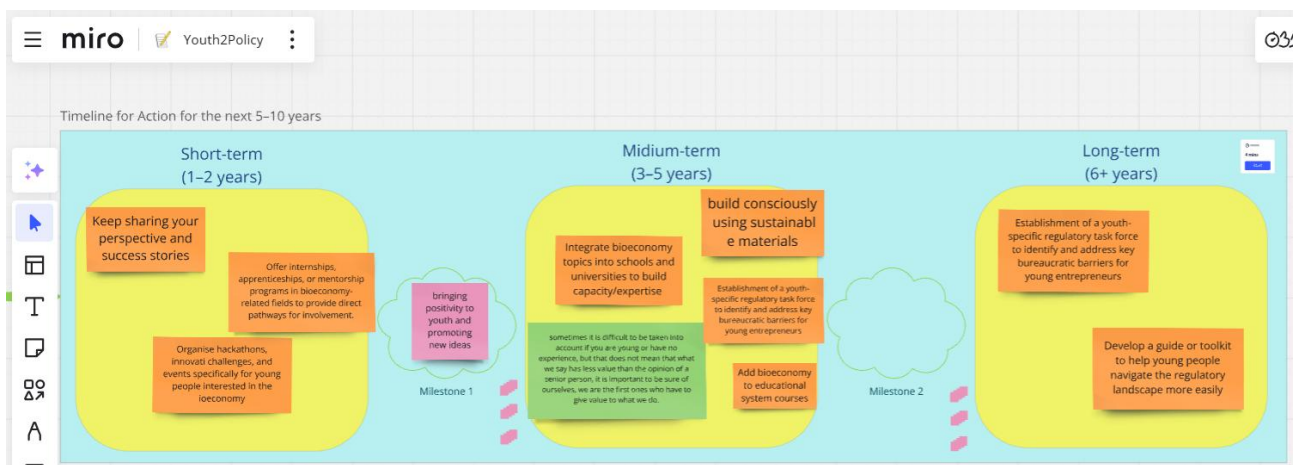 miro
Youth2Policy
Timeline for Action for the next 5–10 years
Short-term
(1–2 years)
Keep sharing your
perspective and
success stories
Offer internships,
apprenticeships, or mentorship
programs in bioeconomy-
related fields to provide direct
pathways for involvement.
Organise hackathons,
innovati challenges, and
events specifically for young
people interested in the
ioeconomy
bringing
positivity to
youth and
promoting
new ideas
Milestone 1
Midium-term
(3–5 years)
build consciously
using sustainabl
e materials
Integrate bioeconomy
topics into schools and
universities to build
capacity/expertise
Establishment of a youth-
specific regulatory task force
to identify and address key
bureaucratic barriers for
young entrepreneurs
sometimes it is difficult to be taken into
account if you are young or have no
experience, but that does not mean that what
we say has less value than the opinion of a
senior person, it is important to be sure of
ourselves, we are the first ones who have to
give value to what we do.
Add bioeconomy
to educational
system courses
Milestone 2
Long-term
(6+ years)
Establishment of a youth-
specific regulatory task force
to identify and address key
bureaucratic barriers for
young entrepreneurs
Develop a guide or toolkit
to help young people
navigate the regulatory
landscape more easily